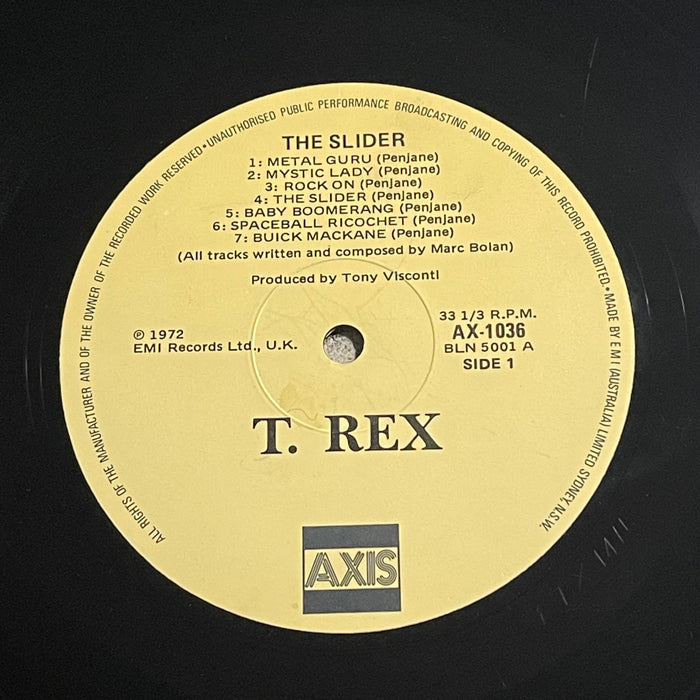 ALL RIGHTS OF THE MANUFACTURER AND OF THE OWNER OF THE RECORDED WORK RESERVED • UNAUTHORISED PUBLIC PERFORMANCE BROADCASTING AND COPYING OF THIS RECORD PROHIBITED. • MADE BY E M I (AUSTRALIA) LIMITED SYDNEY, N.S.W.
THE SLIDER
1: METAL GURU (Penjane)
2: MYSTIC LADY (Penjane)
3: ROCK ON (Penjane)
4: THE SLIDER (Penjane)
5: BABY BOOMERANG (Penjane)
6: SPACEBALL RICOCHET (Penjane)
7: BUICK MACKANE (Penjane)
(All tracks written and composed by Marc Bolan)
Produced by Tony Visconti
℗ 1972
EMI Records Ltd., U.K.
33 1/3 R.P.M.
AX-1036
BLN 5001 A
SIDE 1
T. REX
AXIS